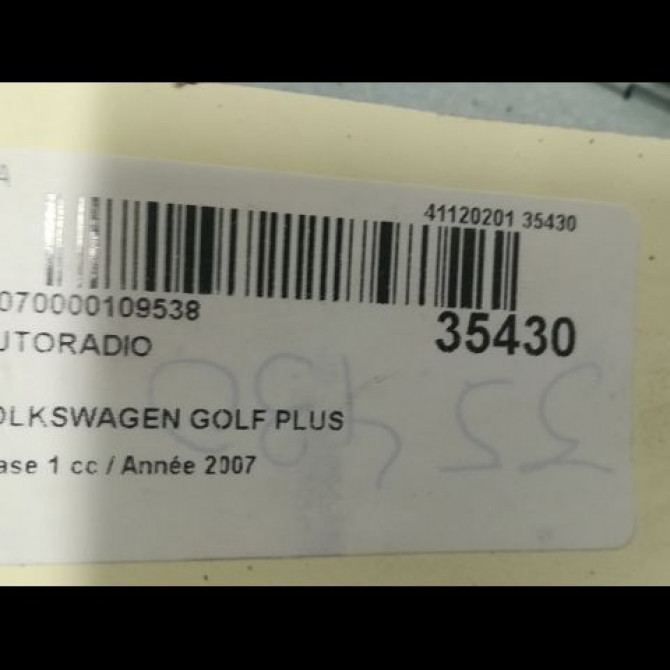 A
41120201 35430
070000109538
35430
UTORADIO
OLKSWAGEN GOLF PLUS
ase 1 cc / Année 2007